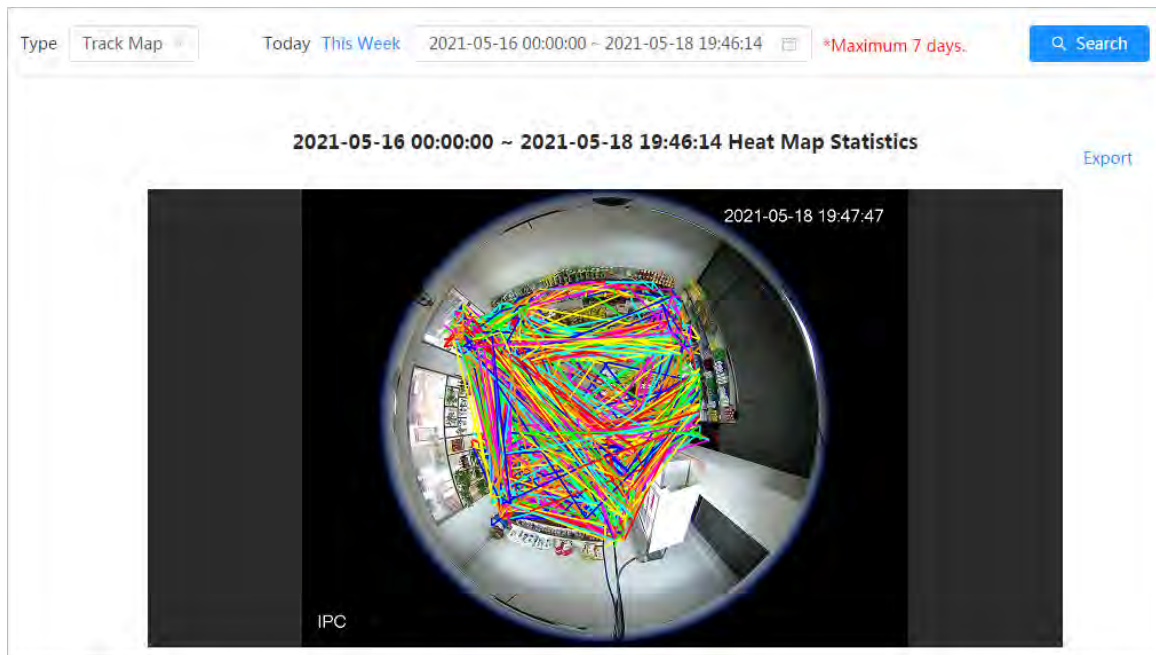 Type Track Map Today This Week 2021-05-16 00:00:00 ~ 2021-05-18 19:46:14 *Maximum 7 days. Search
2021-05-16 00:00:00 ~ 2021-05-18 19:46:14 Heat Map Statistics
Export
2021-05-18 19:47:47
IPC